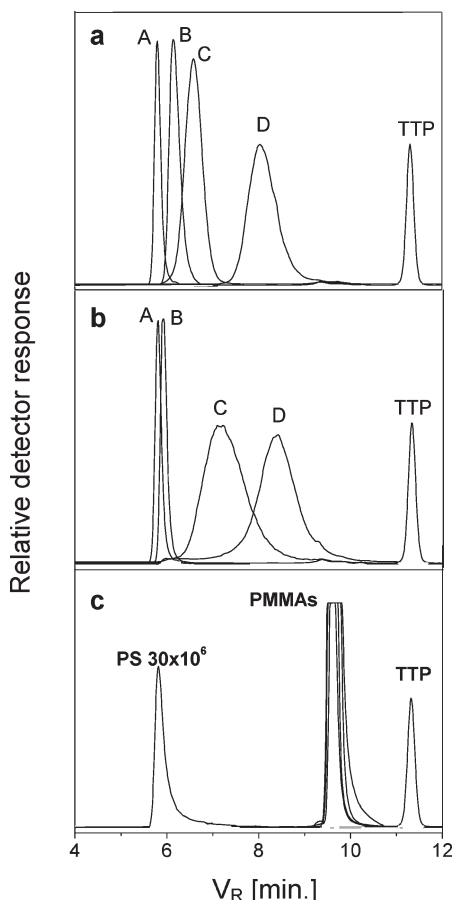 a
A
B
C
D
TTP
b
A
B
C
D
TTP
c
PS 30x10⁶
PMMAs
TTP
Relative detector response
4
6
8
10
12
V_R [min.]